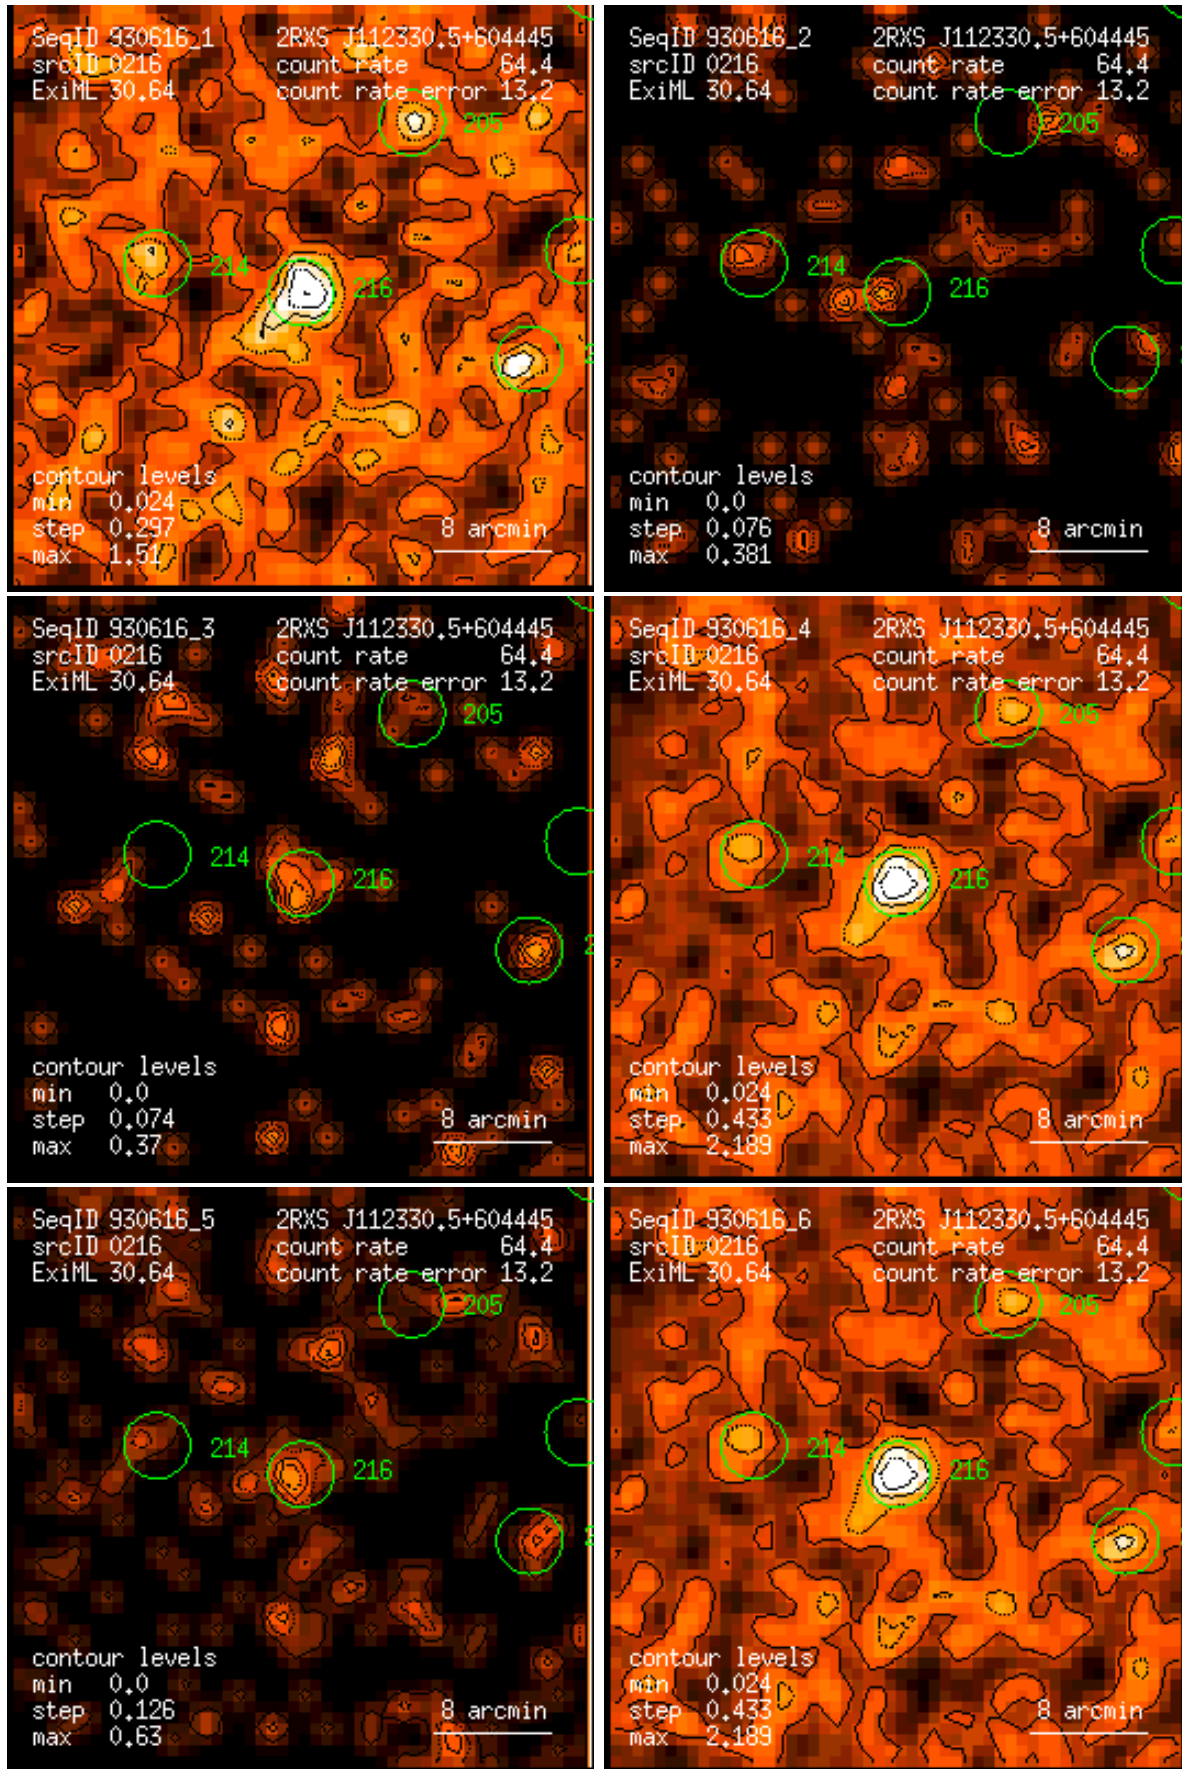 SeqID 930616_1 2RXS J112330.5+604445
srcID 0216 count rate 64.4
ExiML 30.64 count rate error 13.2
205
214
216
contour levels
min 0.024
step 0.297 8 arcmin
max 1.51
SeqID 930616_2 2RXS J112330.5+604445
srcID 0216 count rate 64.4
ExiML 30.64 count rate error 13.2
205
214
216
contour levels
min 0.0
step 0.076 8 arcmin
max 0.381
SeqID 930616_3 2RXS J112330.5+604445
srcID 0216 count rate 64.4
ExiML 30.64 count rate error 13.2
205
214
216
contour levels
min 0.0
step 0.074 8 arcmin
max 0.37
SeqID 930616_4 2RXS J112330.5+604445
srcID 0216 count rate 64.4
ExiML 30.64 count rate error 13.2
205
214
216
contour levels
min 0.024
step 0.433 8 arcmin
max 2.189
SeqID 930616_5 2RXS J112330.5+604445
srcID 0216 count rate 64.4
ExiML 30.64 count rate error 13.2
205
214
216
contour levels
min 0.0
step 0.126 8 arcmin
max 0.63
SeqID 930616_6 2RXS J112330.5+604445
srcID 0216 count rate 64.4
ExiML 30.64 count rate error 13.2
205
214
216
contour levels
min 0.024
step 0.433 8 arcmin
max 2.189